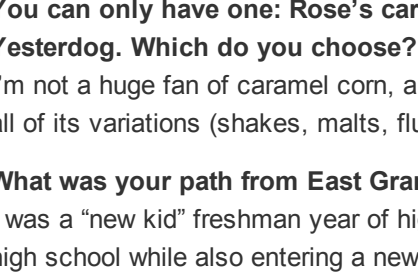 You can only have one: Rose's car
Yesterdog. Which do you choose?
I'm not a huge fan of caramel corn, a
all of its variations (shakes, malts, flu
What was your path from East Gra
was a "new kid" freshman year of hi
high school while also entering a new